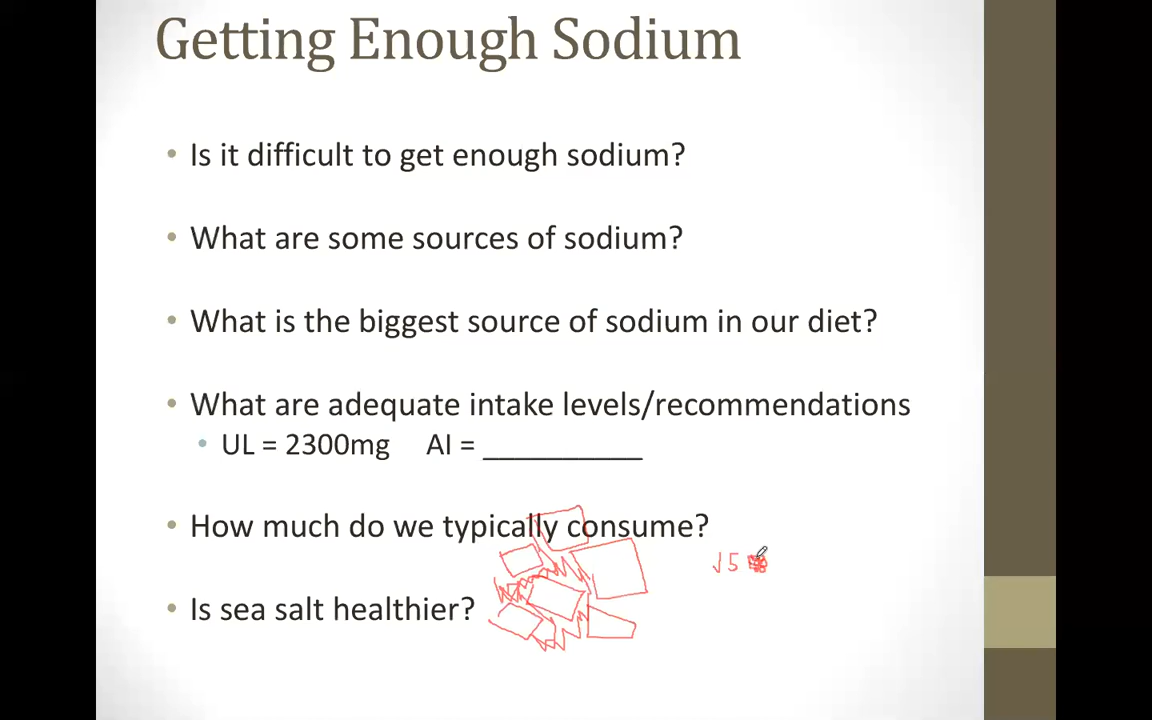 Getting Enough Sodium
• Is it difficult to get enough sodium?
• What are some sources of sodium?
• What is the biggest source of sodium in our diet?
• What are adequate intake levels/recommendations
• UL = 2300mg AI = __________
• How much do we typically consume?
• Is sea salt healthier?